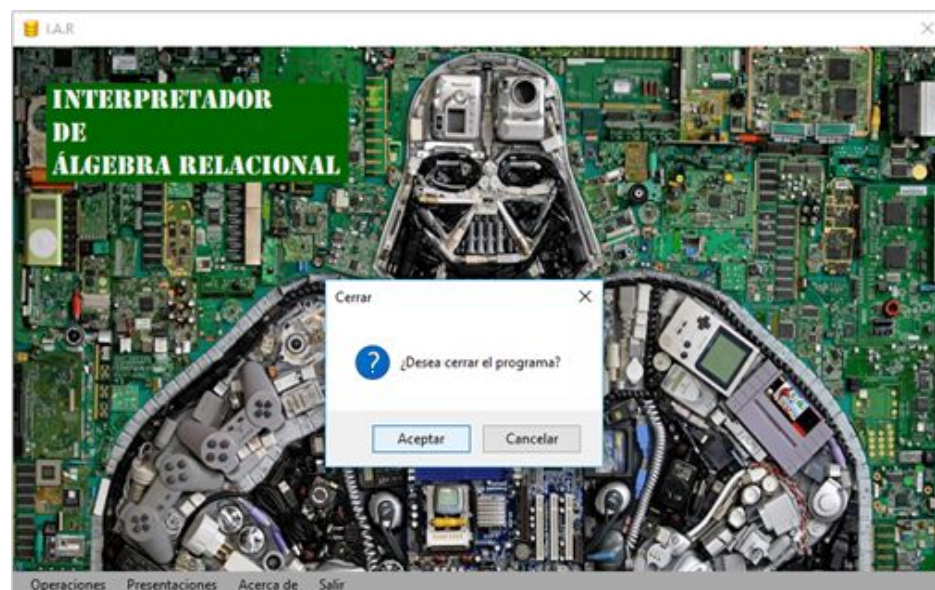 I.A.R
INTERPRETADOR
DE
ÁLGEBRA RELACIONAL
Cerrar
¿Desea cerrar el programa?
Aceptar Cancelar
Operaciones Presentaciones Acerca de Salir